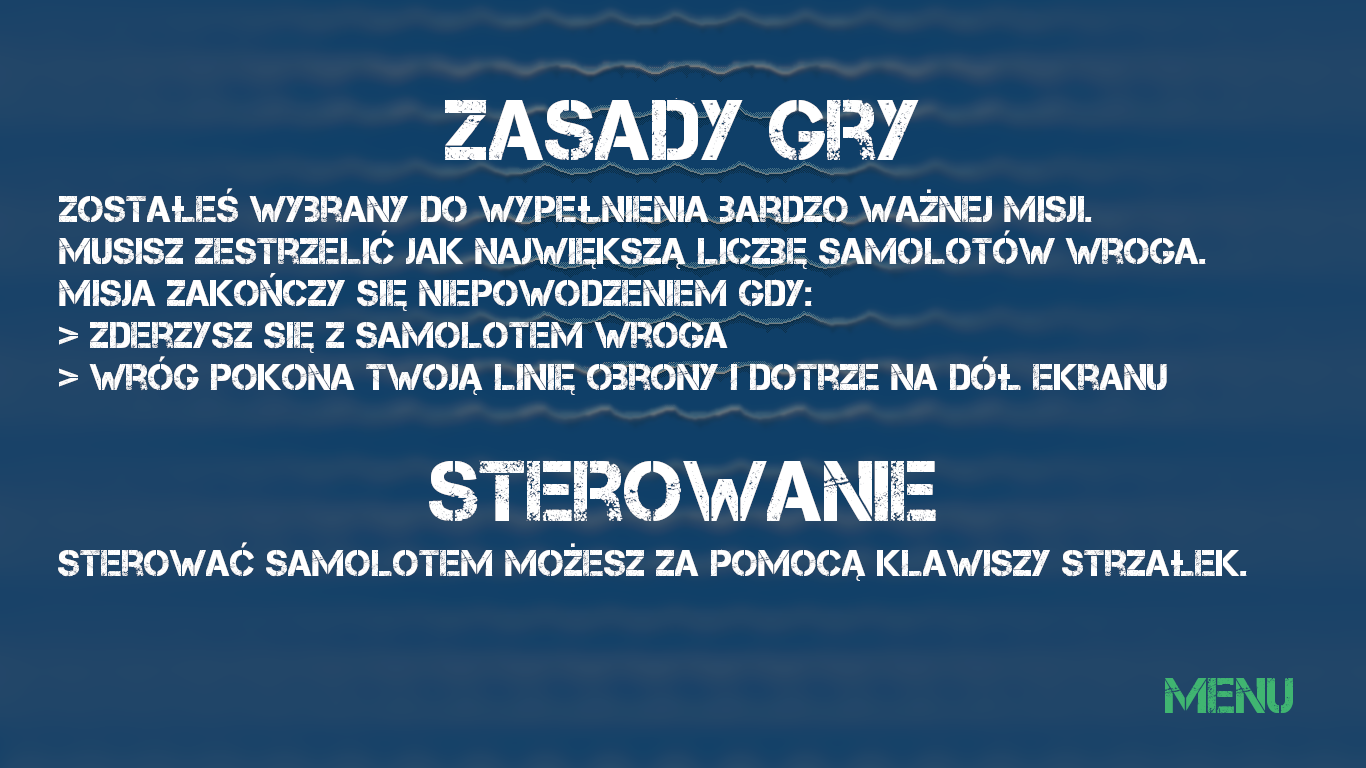 ZASADY GRY
ZOSTAŁEŚ WYBRANY DO WYPEŁNIENIA BARDZO WAŻNEJ MISJI.
MUSISZ ZESTRZELIĆ JAK NAJWIĘKSZĄ LICZBĘ SAMOLOTÓW WROGA.
MISJA ZAKOŃCZY SIĘ NIEPOWODZENIEM GDY:
> ZDERZYSZ SIĘ Z SAMOLOTEM WROGA
> WRÓG POKONA TWOJĄ LINIĘ OBRONY I DOTRZE NA DÓŁ EKRANU
STEROWANIE
STEROWAĆ SAMOLOTEM MOŻESZ ZA POMOCĄ KLAWISZY STRZAŁEK.
MENU